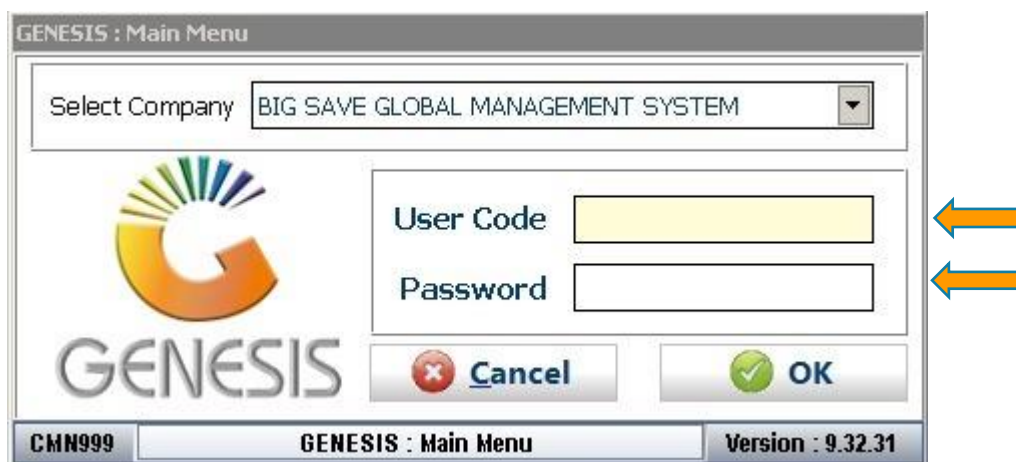 GENESIS : Main Menu
Select Company BIG SAVE GLOBAL MANAGEMENT SYSTEM
User Code
Password
GENESIS
Cancel OK
CMN999 GENESIS : Main Menu Version : 9.32.31